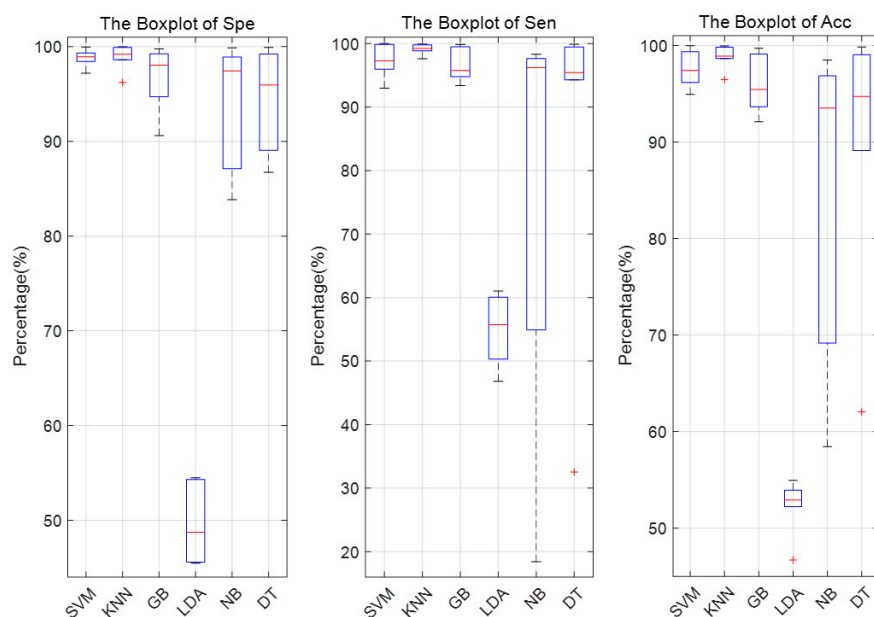 The Boxplot of Spe
Percentage(%)
100
90
80
70
60
50
SVM
KNN
GB
LDA
NB
DT
The Boxplot of Sen
Percentage(%)
100
90
80
70
60
50
40
30
20
SVM
KNN
GB
LDA
NB
DT
The Boxplot of Acc
Percentage(%)
100
90
80
70
60
50
SVM
KNN
GB
LDA
NB
DT